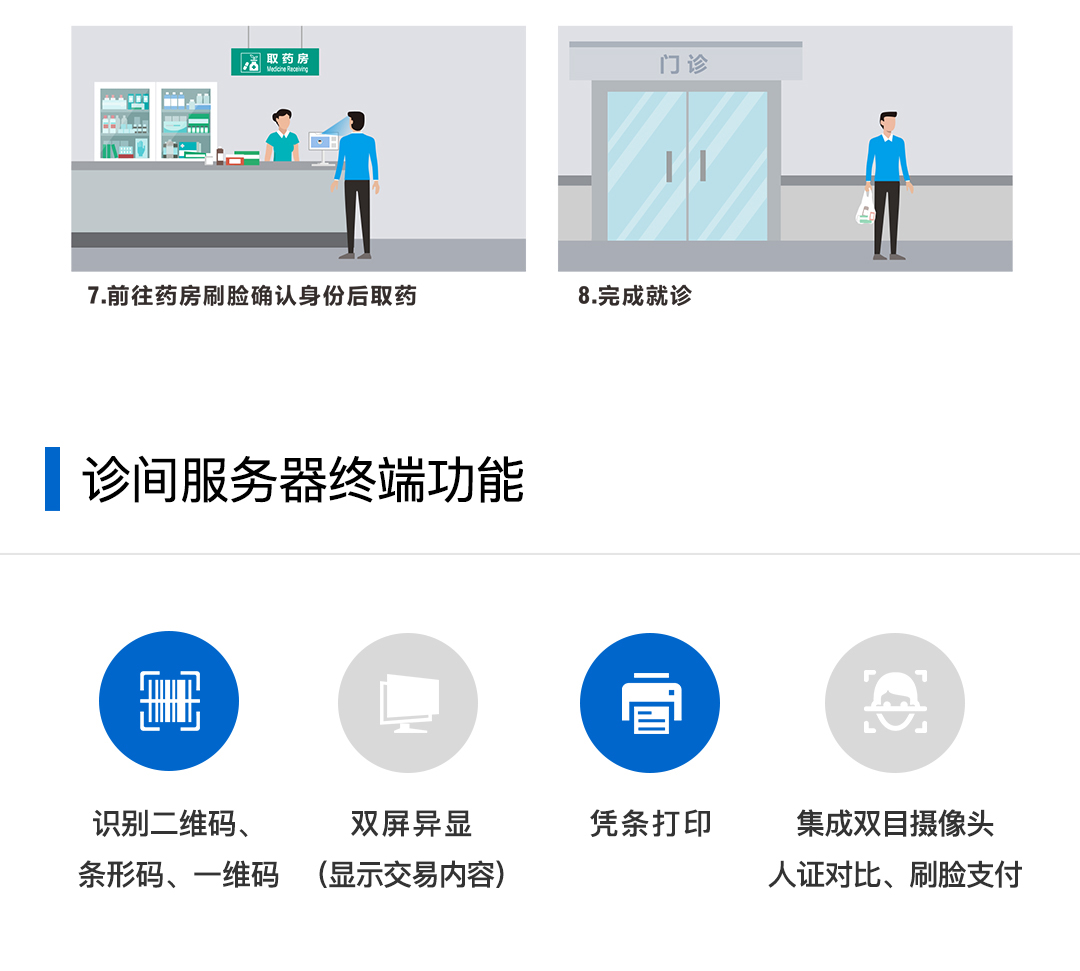 取药房
Medicine Receiving
门诊
7.前往药房刷脸确认身份后取药
8.完成就诊
诊间服务器终端功能
识别二维码、
条形码、一维码
双屏异显
（显示交易内容）
凭条打印
集成双目摄像头
人证对比、刷脸支付